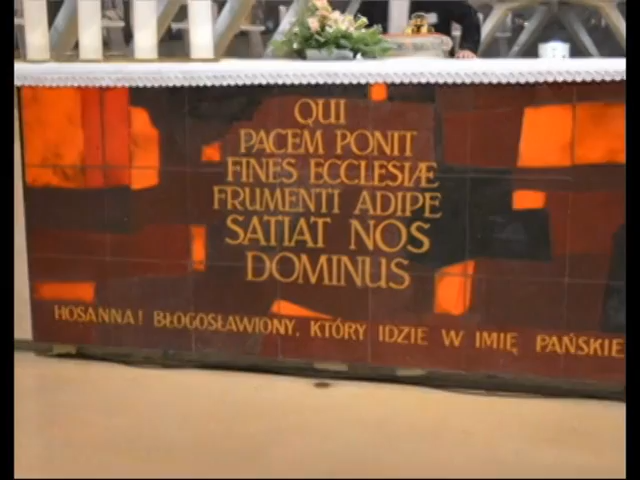 QUI
PACEM PONIT
FINES ECCLESIÆ
FRUMENTI ADIPE
SATIAT NOS
DOMINUS
HOSANNA! BŁOGOSŁAWIONY, KTÓRY IDZIE W IMIĘ PAŃSKIE